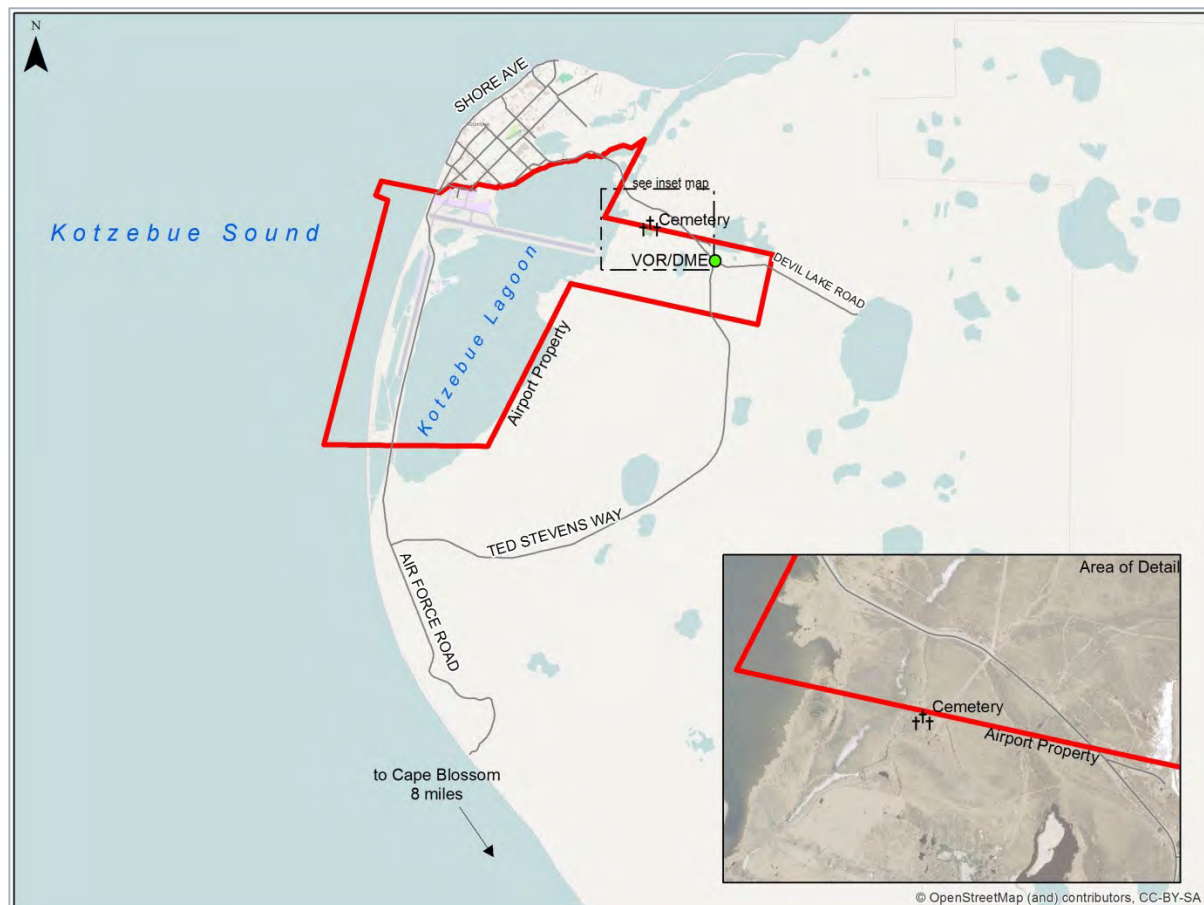 N
SHORE AVE
see inset map
Cemetery
Kotzebue Sound
VOR/DME
DEVIL LAKE ROAD
Kotzebue Lagoon
Airport Property
TED STEVENS WAY
AIR FORCE ROAD
to Cape Blossom
8 miles
Area of Detail
Cemetery
Airport Property
© OpenStreetMap (and) contributors, CC-BY-SA